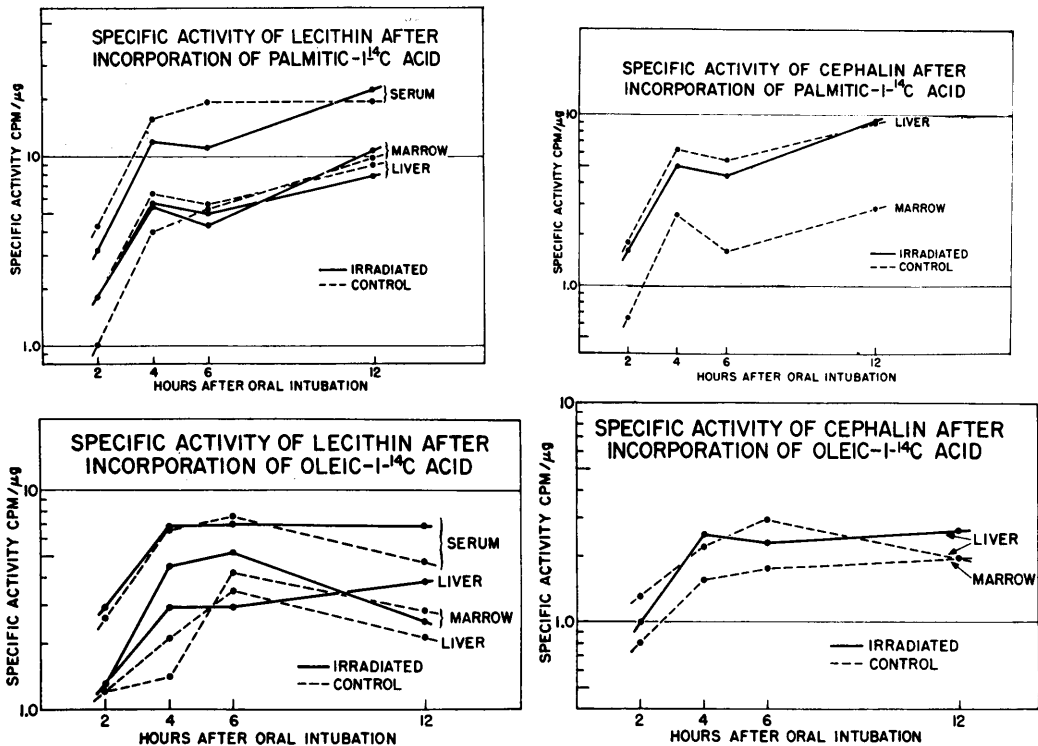 SPECIFIC ACTIVITY OF LECITHIN AFTER
INCORPORATION OF PALMITIC-1¹⁴C ACID
SPECIFIC ACTIVITY CPM/μg
10
1.0
SERUM
MARROW
LIVER
IRRADIATED
CONTROL
2 4 6 12
HOURS AFTER ORAL INTUBATION
SPECIFIC ACTIVITY OF CEPHALIN AFTER
INCORPORATION OF PALMITIC-1-¹⁴C ACID
SPECIFIC ACTIVITY CPM/μg
10
1.0
LIVER
MARROW
IRRADIATED
CONTROL
2 4 6 12
HOURS AFTER ORAL INTUBATION
SPECIFIC ACTIVITY OF LECITHIN AFTER
INCORPORATION OF OLEIC-1-¹⁴C ACID
SPECIFIC ACTIVITY CPM/μg
10
1.0
SERUM
LIVER
MARROW
LIVER
IRRADIATED
CONTROL
2 4 6 12
HOURS AFTER ORAL INTUBATION
SPECIFIC ACTIVITY OF CEPHALIN AFTER
INCORPORATION OF OLEIC-1-¹⁴C ACID
SPECIFIC ACTIVITY CPM/μg
10
1.0
LIVER
MARROW
IRRADIATED
CONTROL
2 4 6 12
HOURS AFTER ORAL INTUBATION